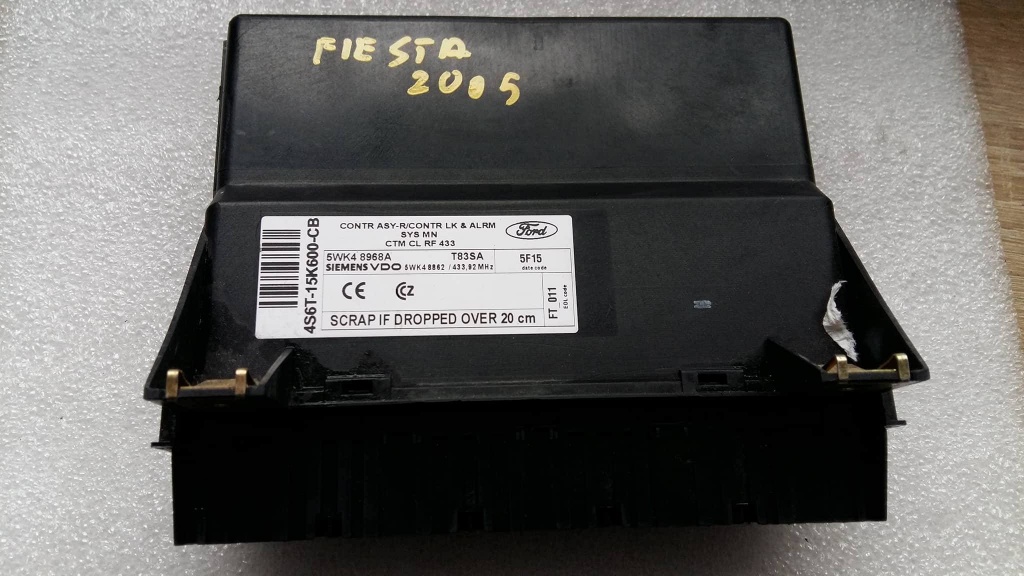 FIESTA
2005
4S6T-15K600-CB
CONTR ASY-R/CONTR LK & ALRM
SYS MN
CTM CL RF 433
Ford
5WK4 8968A T83SA
SIEMENS VDO 5WK4 8862 / 433,92 MHz
5F15
date code
CE CZ
FT 011
EOL code
SCRAP IF DROPPED OVER 20 cm